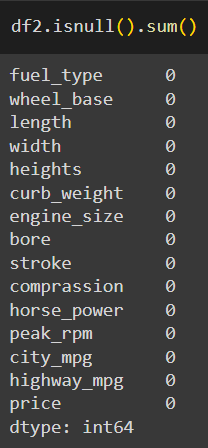 df2.isnull().sum()
fuel_type 0
wheel_base 0
length 0
width 0
heights 0
curb_weight 0
engine_size 0
bore 0
stroke 0
comprassion 0
horse_power 0
peak_rpm 0
city_mpg 0
highway_mpg 0
price 0
dtype: int64